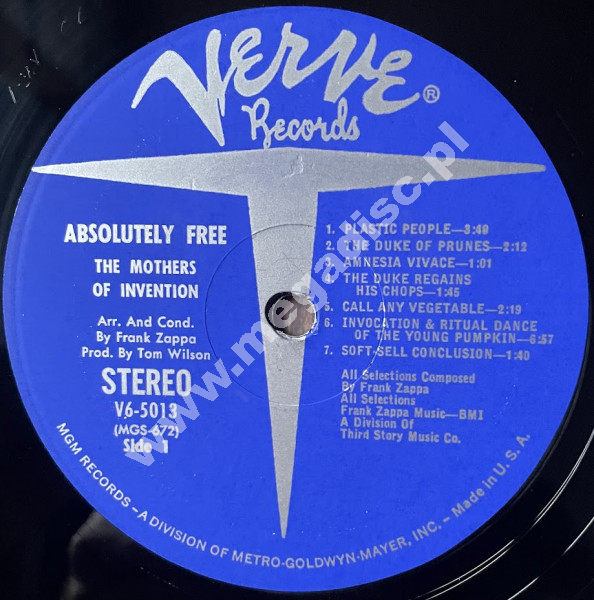 VERVE ®
Records
ABSOLUTELY FREE
THE MOTHERS
OF INVENTION
Arr. And Cond.
By Frank Zappa
Prod. By Tom Wilson
STEREO
V6-5013
(MGS-672)
Side 1
1. PLASTIC PEOPLE—3:49
2. THE DUKE OF PRUNES—2:12
3. AMNESIA VIVACE—1:01
4. THE DUKE REGAINS
HIS CHOPS—1:45
5. CALL ANY VEGETABLE—2:19
6. INVOCATION & RITUAL DANCE
OF THE YOUNG PUMPKIN—6:57
7. SOFT-SELL CONCLUSION—1:40
All Selections Composed
By Frank Zappa
All Selections
Frank Zappa Music—BMI
A Division Of
Third Story Music Co.
MGM RECORDS – A DIVISION OF METRO-GOLDWYN-MAYER, INC. – Made in U. S. A.
www.megadisc.pl